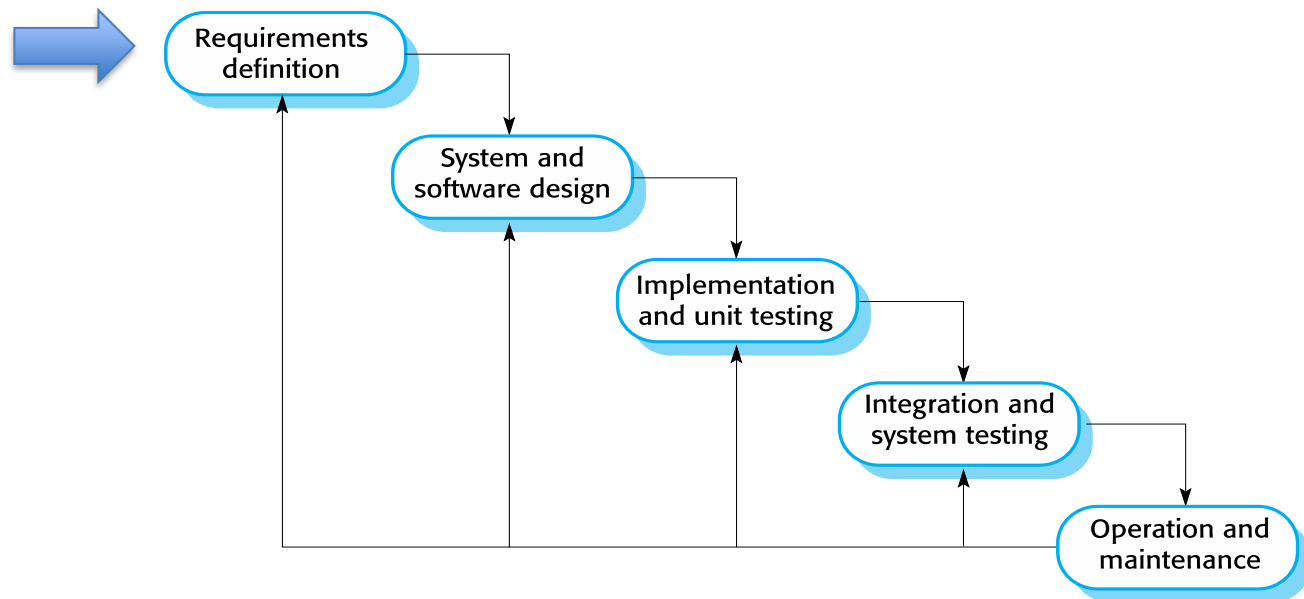 Requirements
definition
System and
software design
Implementation
and unit testing
Integration and
system testing
Operation and
maintenance